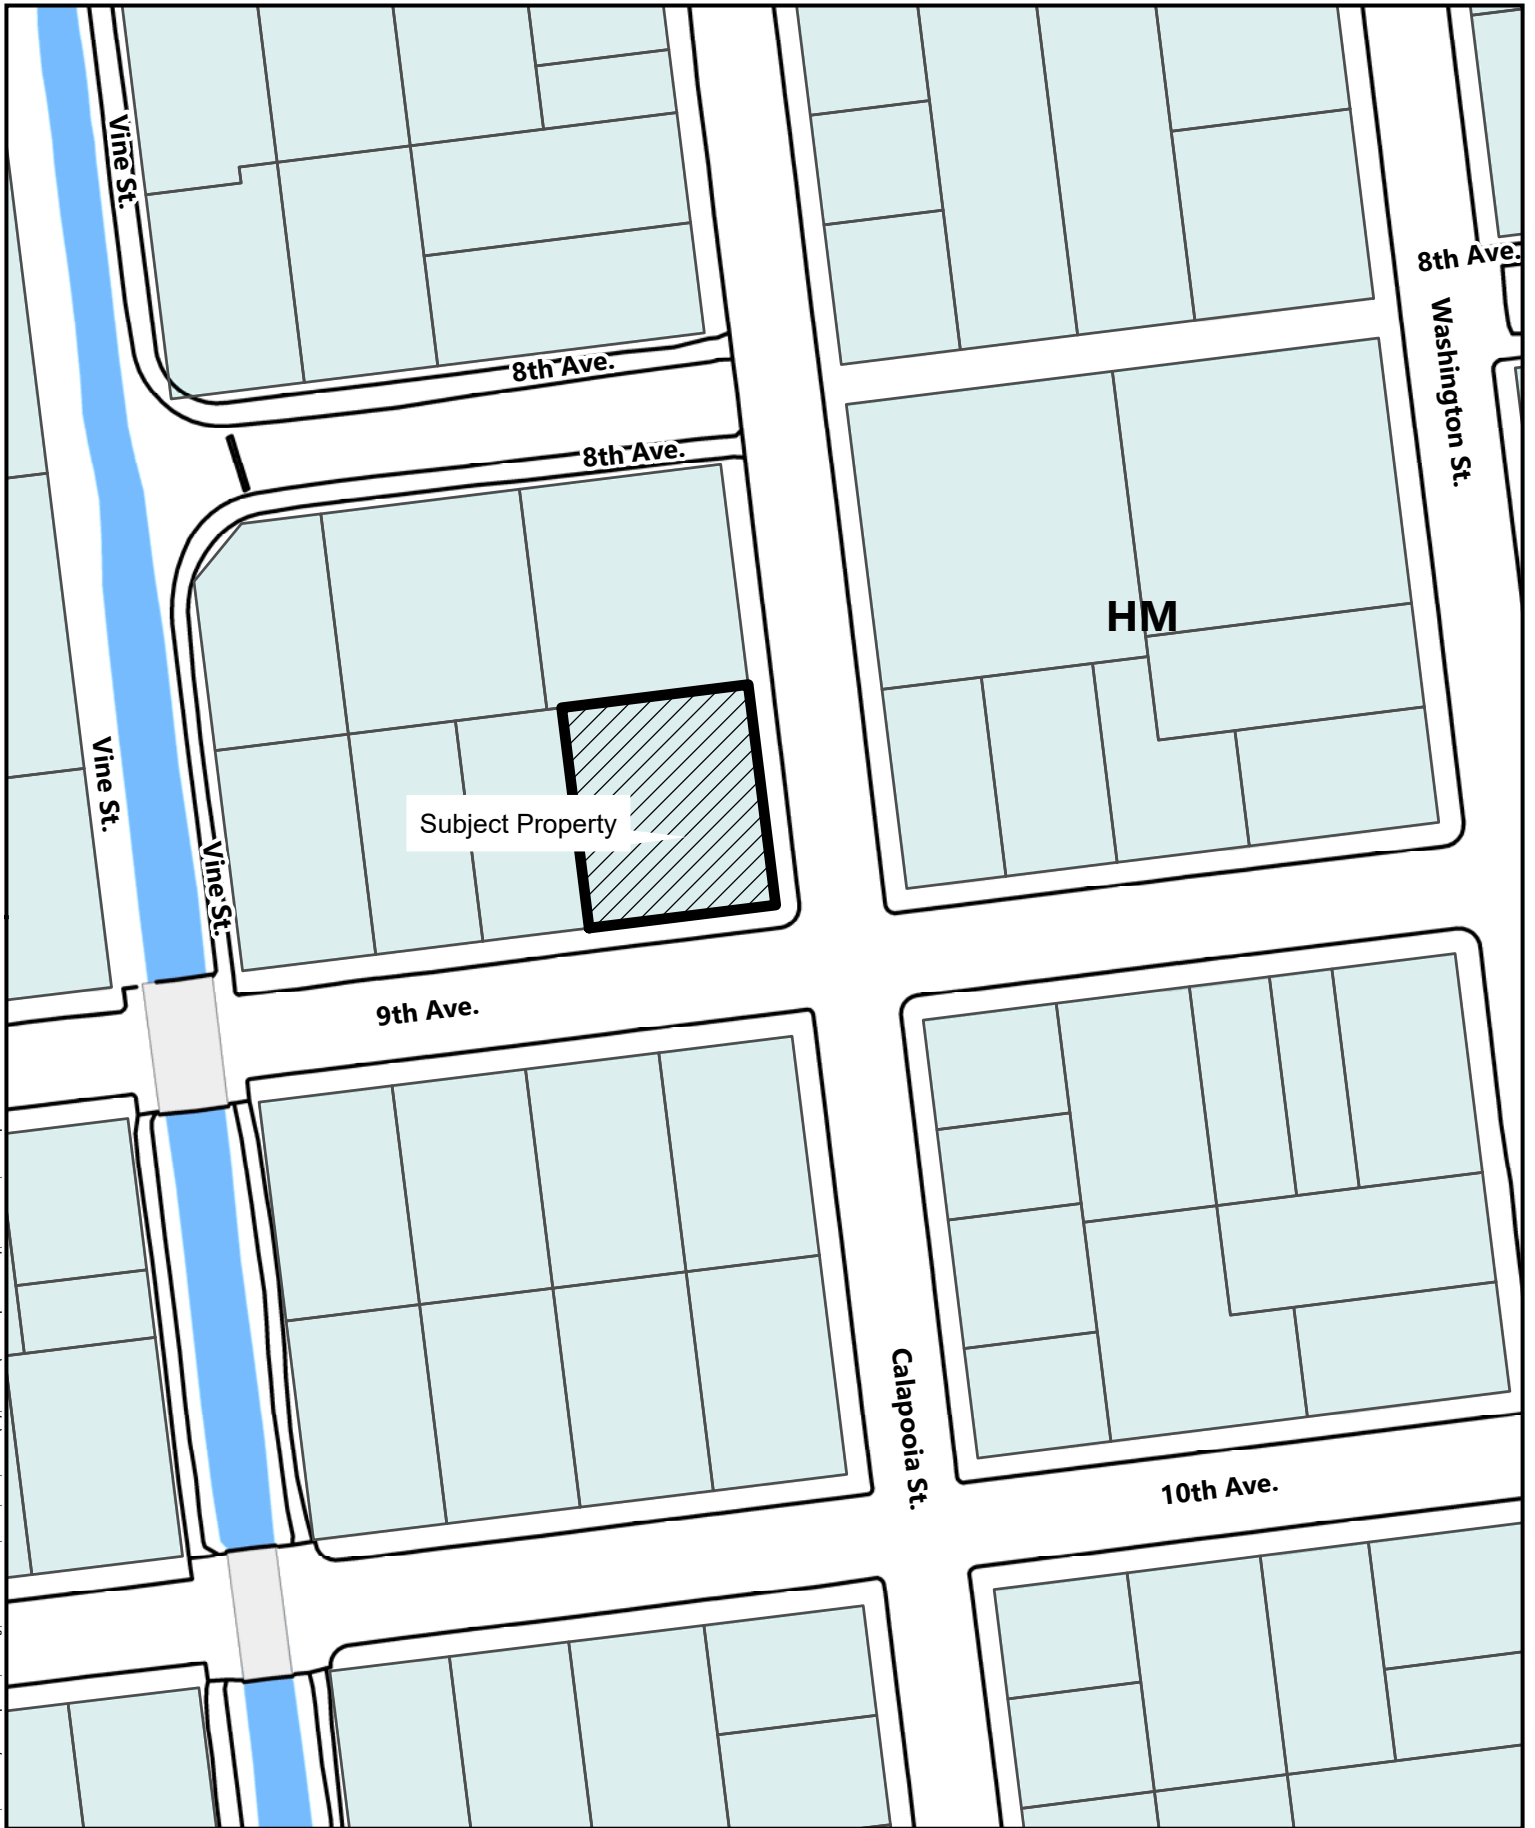 Vine St.
8th Ave.
Washington St.
8th Ave.
8th Ave.
HM
Vine St.
Subject Property
Vine St.
9th Ave.
Calapooia St.
10th Ave.